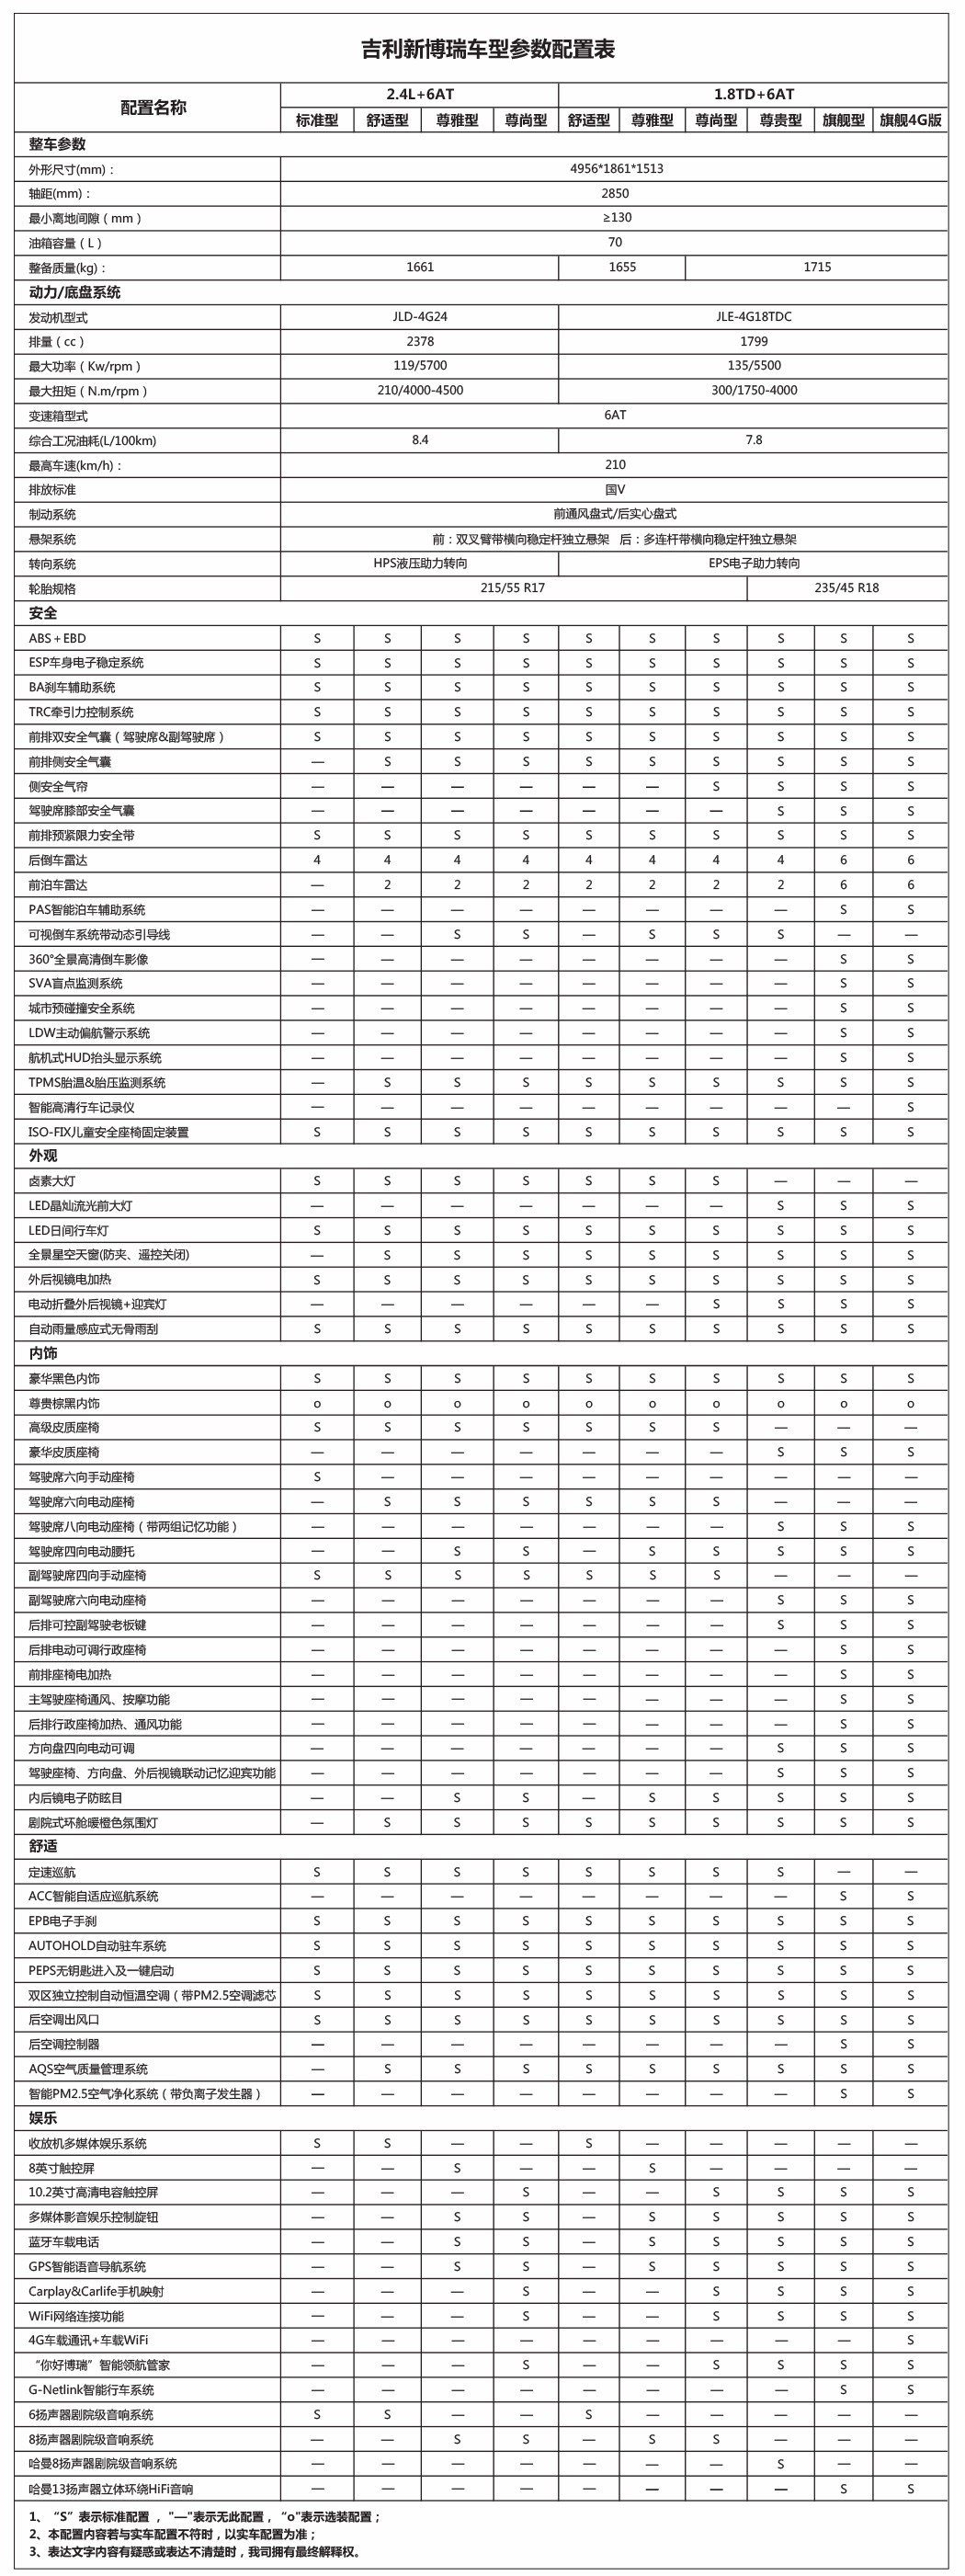 吉利新博瑞车型参数配置表
配置名称 2.4L+6AT 1.8TD+6AT
标准型 舒适型 尊雅型 尊尚型 舒适型 尊雅型 尊尚型 尊贵型 旗舰型 旗舰4G版
整车参数
外形尺寸(mm)： 4956*1861*1513
轴距(mm)： 2850
最小离地间隙（mm） ≥130
油箱容量（L） 70
整备质量(kg)： 1661 1655 1715
动力/底盘系统
发动机型式 JLD-4G24 JLE-4G18TDC
排量（cc） 2378 1799
最大功率（Kw/rpm） 119/5700 135/5500
最大扭矩（N.m/rpm） 210/4000-4500 300/1750-4000
变速箱型式 6AT
综合工况油耗(L/100km) 8.4 7.8
最高车速(km/h)： 210
排放标准 国V
制动系统 前通风盘式/后实心盘式
悬架系统 前：双叉臂带横向稳定杆独立悬架 后：多连杆带横向稳定杆独立悬架
转向系统 HPS液压助力转向 EPS电子助力转向
轮胎规格 215/55 R17 235/45 R18
安全
ABS＋EBD S S S S S S S S S S
ESP车身电子稳定系统 S S S S S S S S S S
BA刹车辅助系统 S S S S S S S S S S
TRC牵引力控制系统 S S S S S S S S S S
前排双安全气囊（驾驶席&副驾驶席） S S S S S S S S S S
前排侧安全气囊 — S S S S S S S S S
侧安全气帘 — — — — — — S S S S
驾驶席膝部安全气囊 — — — — — — — S S S
前排预紧限力安全带 S S S S S S S S S S
后倒车雷达 4 4 4 4 4 4 4 4 6 6
前泊车雷达 — 2 2 2 2 2 2 2 6 6
PAS智能泊车辅助系统 — — — — — — — — S S
可视倒车系统带动态引导线 — — S S — S S S — —
360°全景高清倒车影像 — — — — — — — — S S
SVA盲点监测系统 — — — — — — — — S S
城市预碰撞安全系统 — — — — — — — — S S
LDW主动偏航警示系统 — — — — — — — — S S
航机式HUD抬头显示系统 — — — — — — — — S S
TPMS胎温&胎压监测系统 — S S S S S S S S S
智能高清行车记录仪 — — — — — — — — — S
ISO-FIX儿童安全座椅固定装置 S S S S S S S S S S
外观
卤素大灯 S S S S S S S — — —
LED晶灿流光前大灯 — — — — — — — S S S
LED日间行车灯 S S S S S S S S S S
全景星空天窗(防夹、遥控关闭) — S S S S S S S S S
外后视镜电加热 S S S S S S S S S S
电动折叠外后视镜+迎宾灯 — — — — — — S S S S
自动雨量感应式无骨雨刮 S S S S S S S S S S
内饰
豪华黑色内饰 S S S S S S S S S S
尊贵棕黑内饰 o o o o o o o o o o
高级皮质座椅 S S S S S S S — — —
豪华皮质座椅 — — — — — — — S S S
驾驶席六向手动座椅 S — — — — — — — — —
驾驶席六向电动座椅 — S S S S S S — — —
驾驶席八向电动座椅（带两组记忆功能） — — — — — — — S S S
驾驶席四向电动腰托 — — S S — S S S S S
副驾驶席四向手动座椅 S S S S S S S — — —
副驾驶席六向电动座椅 — — — — — — — S S S
后排可控副驾驶老板键 — — — — — — — S S S
后排电动可调行政座椅 — — — — — — — — S S
前排座椅电加热 — — — — — — — — S S
主驾驶座椅通风、按摩功能 — — — — — — — — S S
后排行政座椅加热、通风功能 — — — — — — — — S S
方向盘四向电动可调 — — — — — — — S S S
驾驶座椅、方向盘、外后视镜联动记忆迎宾功能 — — — — — — — S S S
内后镜电子防眩目 — — S S — S S S S S
剧院式环舱暖橙色氛围灯 — S S S S S S S S S
舒适
定速巡航 S S S S S S S S — —
ACC智能自适应巡航系统 — — — — — — — — S S
EPB电子手刹 S S S S S S S S S S
AUTOHOLD自动驻车系统 S S S S S S S S S S
PEPS无钥匙进入及一键启动 S S S S S S S S S S
双区独立控制自动恒温空调（带PM2.5空调滤芯 S S S S S S S S S S
后空调出风口 S S S S S S S S S S
后空调控制器 — — — — — — — — S S
AQS空气质量管理系统 — S S S S S S S S S
智能PM2.5空气净化系统（带负离子发生器） — — — — — — — — S S
娱乐
收放机多媒体娱乐系统 S S — — S — — — — —
8英寸触控屏 — — S — — S — — — —
10.2英寸高清电容触控屏 — — — S — — S S S S
多媒体影音娱乐控制旋钮 — — S S — S S S S S
蓝牙车载电话 — — S S — S S S S S
GPS智能语音导航系统 — — S S — S S S S S
Carplay&Carlife手机映射 — — — S — — S S S S
WiFi网络连接功能 — — — S — — S S S S
4G车载通讯+车载WiFi — — — — — — — — — S
“你好博瑞”智能领航管家 — — — S — — S S S S
G-Netlink智能行车系统 — — — — — — — — S S
6扬声器剧院级音响系统 S S — — S — — — — —
8扬声器剧院级音响系统 — — S S — S S — — —
哈曼8扬声器剧院级音响系统 — — — — — — — S — —
哈曼13扬声器立体环绕HiFi音响 — — — — — — — — S S
1、“S”表示标准配置 ，"—"表示无此配置，“o"表示选装配置；
2、本配置内容若与实车配置不符时，以实车配置为准；
3、表达文字内容有疑惑或表达不清楚时，我司拥有最终解释权。